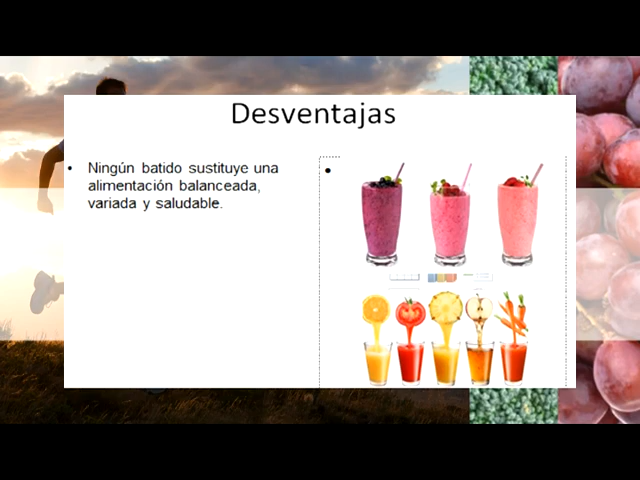 Desventajas
• Ningún batido sustituye una
alimentación balanceada,
variada y saludable.
•